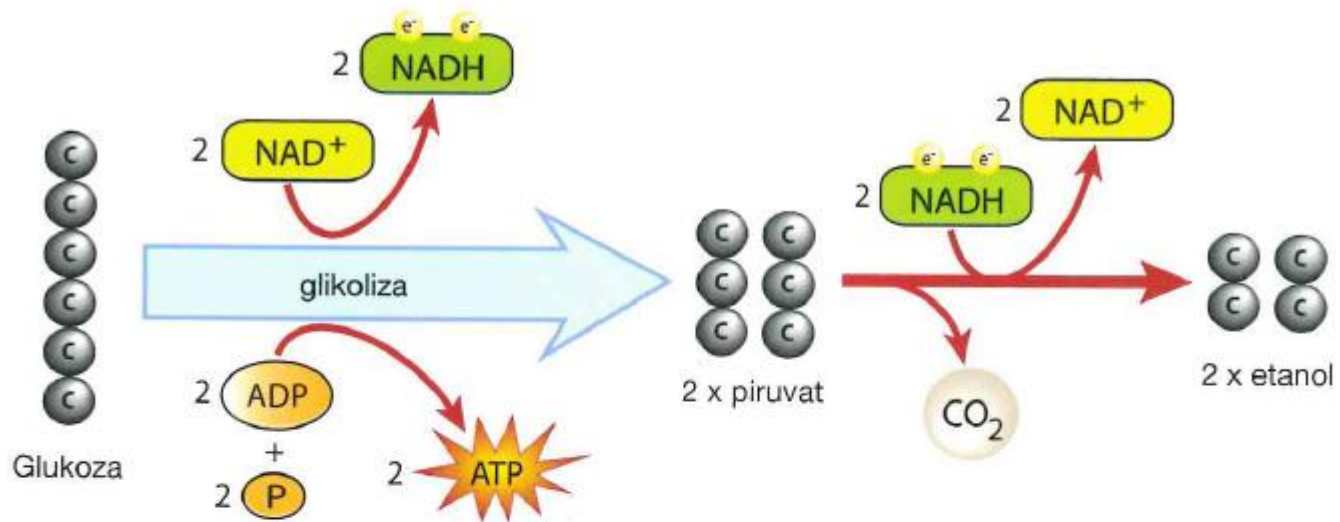 e⁻ e⁻
2 NADH
2 NAD⁺
C
C
C
C
C
C
Glukoza
glikoliza
2 ADP
+
2 P
2 ATP
C C
C C
C C
2 x piruvat
e⁻ e⁻
2 NADH
2 NAD⁺
CO₂
C C
C C
2 x etanol